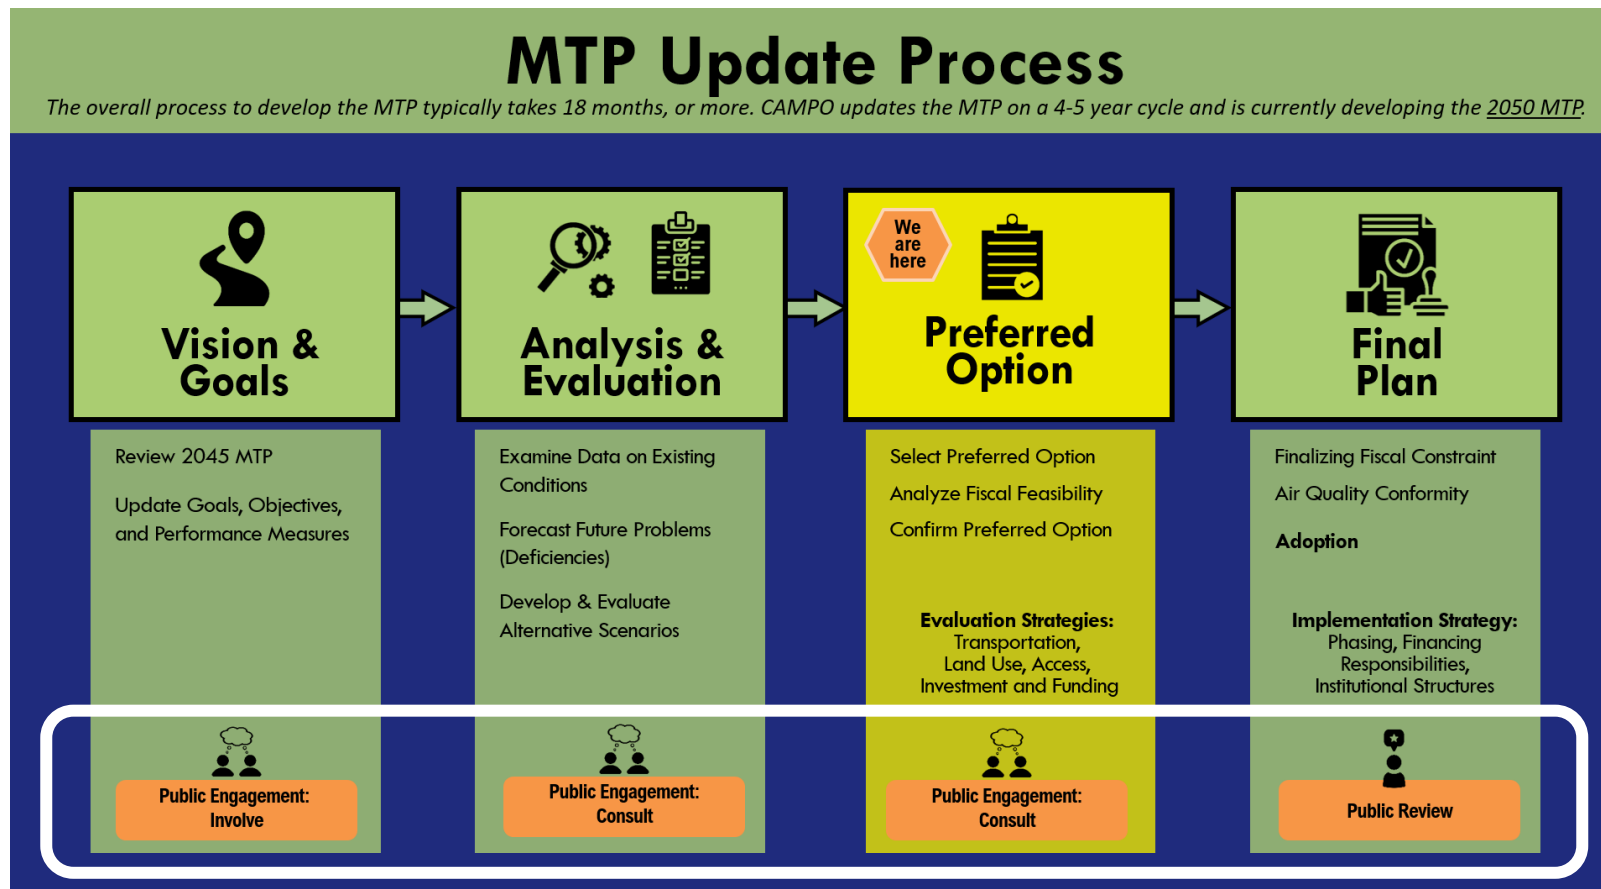 MTP Update Process
The overall process to develop the MTP typically takes 18 months, or more. CAMPO updates the MTP on a 4-5 year cycle and is currently developing the 2050 MTP.
Vision &
Goals
Review 2045 MTP
Update Goals, Objectives,
and Performance Measures
Public Engagement:
Involve
Analysis &
Evaluation
Examine Data on Existing
Conditions
Forecast Future Problems
(Deficiencies)
Develop & Evaluate
Alternative Scenarios
Public Engagement:
Consult
We
are
here
Preferred
Option
Select Preferred Option
Analyze Fiscal Feasibility
Confirm Preferred Option
Evaluation Strategies:
Transportation,
Land Use, Access,
Investment and Funding
Public Engagement:
Consult
Final
Plan
Finalizing Fiscal Constraint
Air Quality Conformity
Adoption
Implementation Strategy:
Phasing, Financing
Responsibilities,
Institutional Structures
Public Review